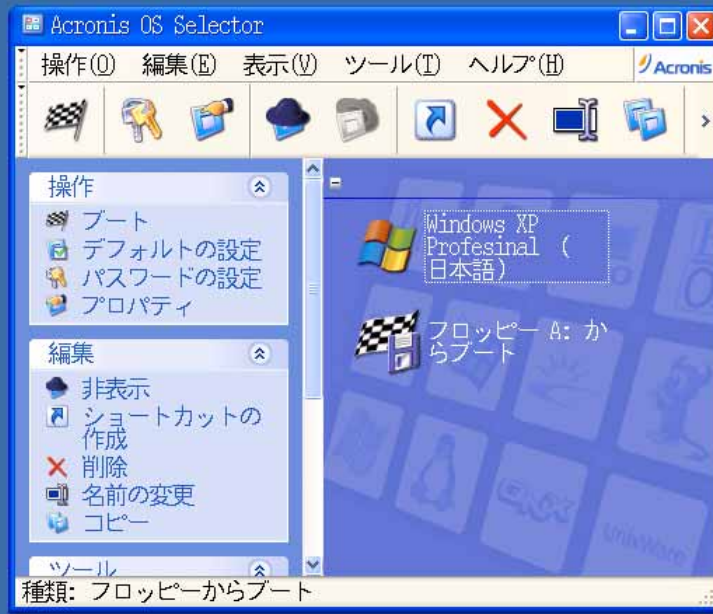 Acronis OS Selector
操作(O) 編集(E) 表示(V) ツール(T) ヘルプ(H) Acronis
操作
ブート
デフォルトの設定
パスワードの設定
プロパティ
編集
非表示
ショートカットの
作成
削除
名前の変更
コピー
ツール
Windows XP
Profesinal (
日本語)
フロッピー A: か
らブート
UnixWare
種類: フロッピーからブート